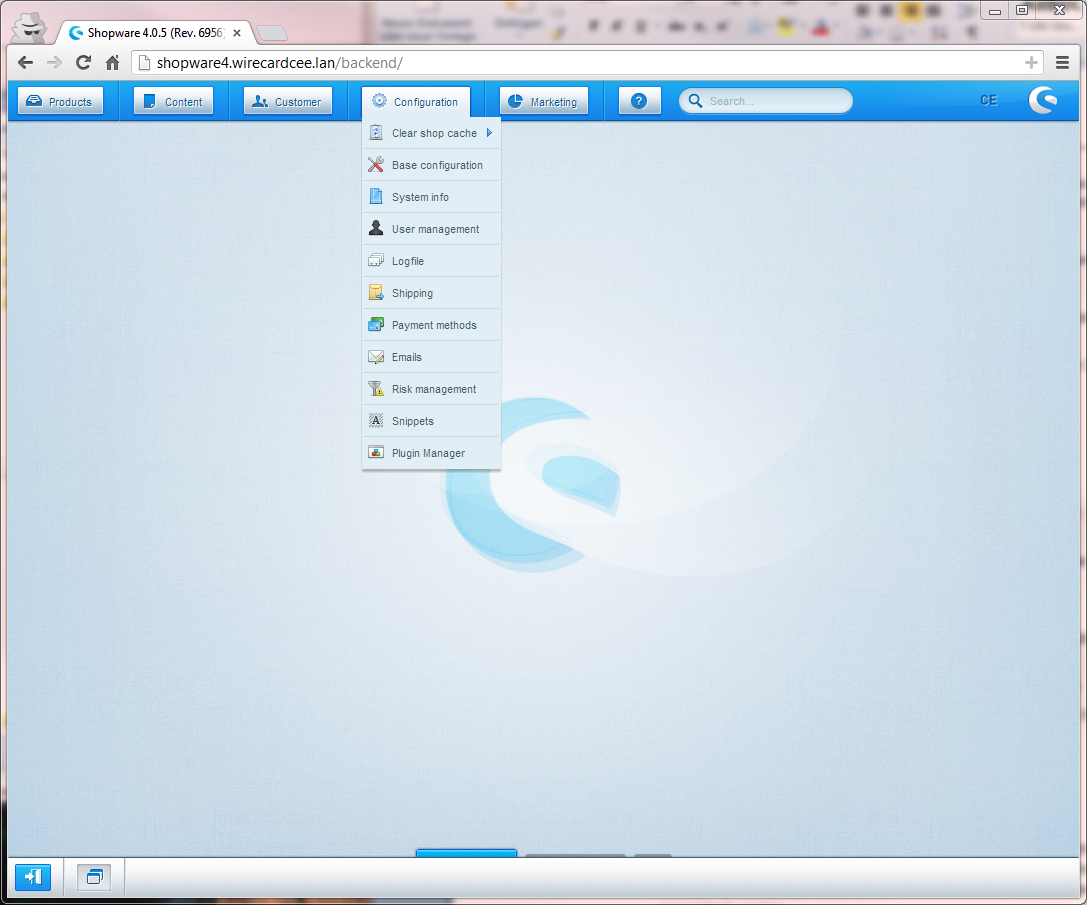 Shopware 4.0.5 (Rev. 6956
shopware4.wirecardcee.lan/backend/
Products
Content
Customer
Configuration
Marketing
?
Search...
CE
Clear shop cache
Base configuration
System info
User management
Logfile
Shipping
Payment methods
Emails
Risk management
Snippets
Plugin Manager